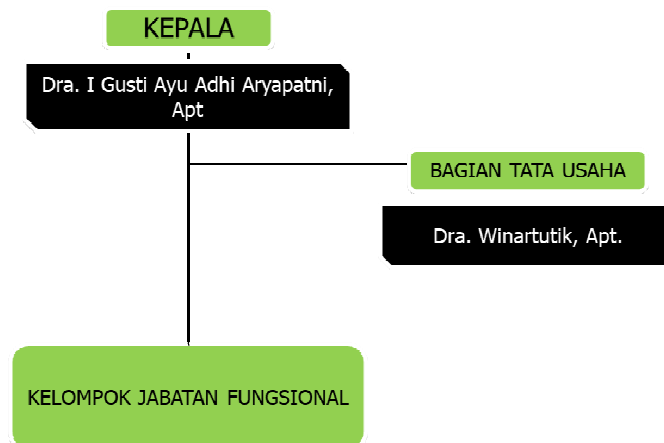 KEPALA
Dra. I Gusti Ayu Adhi Aryapatni,
Apt
BAGIAN TATA USAHA
Dra. Winartutik, Apt.
KELOMPOK JABATAN FUNGSIONAL